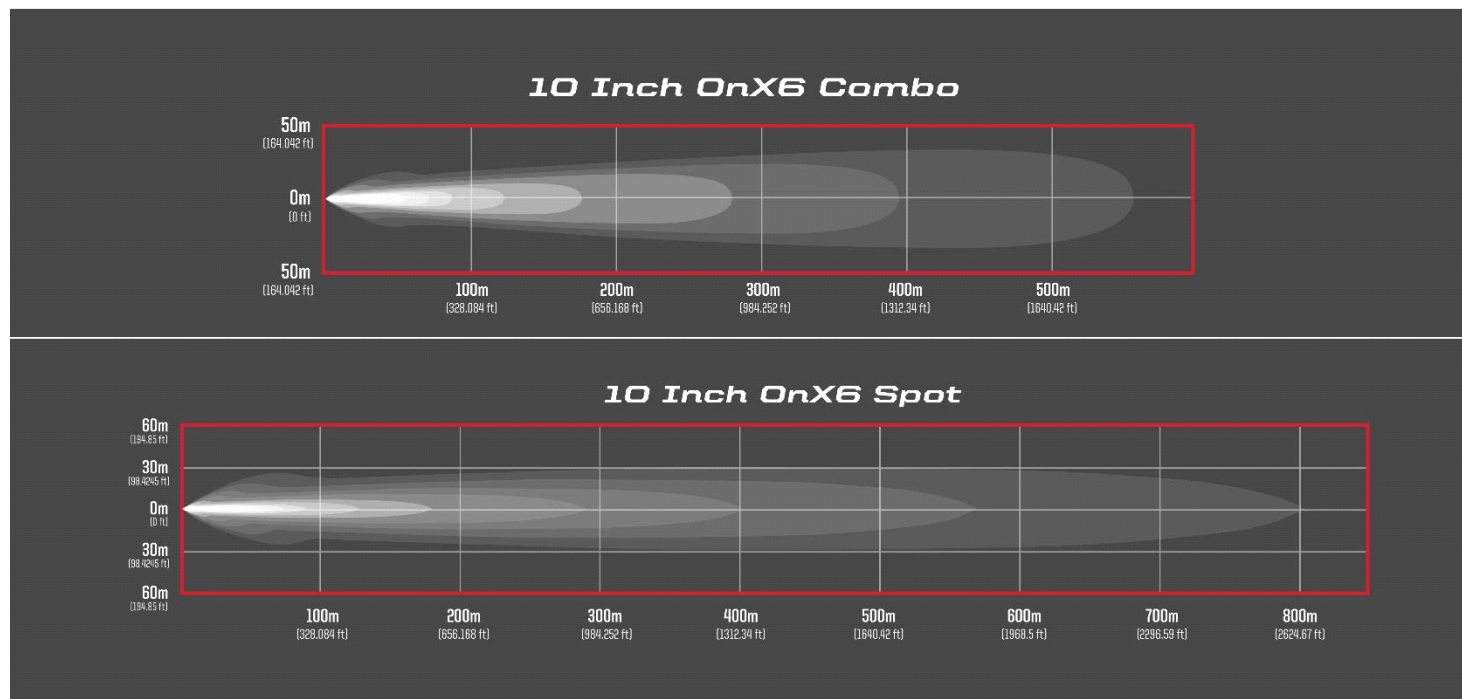 10 Inch OnX6 Combo
50m
(164.042 ft)
0m
(0 ft)
50m
(164.042 ft)
100m
(328.084 ft)
200m
(656.168 ft)
300m
(984.252 ft)
400m
(1312.34 ft)
500m
(1640.42 ft)
10 Inch OnX6 Spot
60m
(194.85 ft)
30m
(98.4245 ft)
0m
(0 ft)
30m
(98.4245 ft)
60m
(194.85 ft)
100m
(328.084 ft)
200m
(656.168 ft)
300m
(984.252 ft)
400m
(1312.34 ft)
500m
(1640.42 ft)
600m
(1968.5 ft)
700m
(2296.59 ft)
800m
(2624.67 ft)